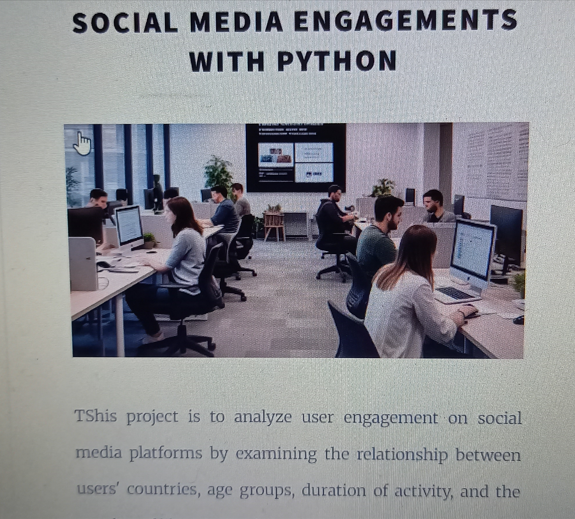 SOCIAL MEDIA ENGAGEMENTS
WITH PYTHON
TShis project is to analyze user engagement on social
media platforms by examining the relationship between
users' countries, age groups, duration of activity, and the